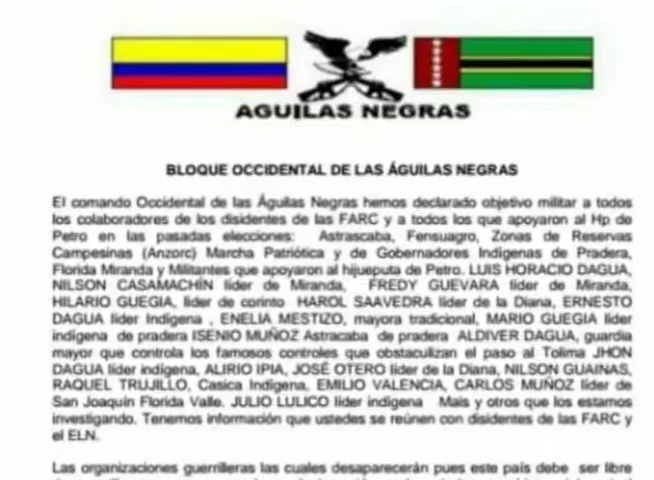 AGUILAS NEGRAS
BLOQUE OCCIDENTAL DE LAS ÁGUILAS NEGRAS
El comando Occidental de las Águilas Negras hemos declarado objetivo militar a todos
los colaboradores de los disidentes de las FARC y a todos los que apoyaron al Hp de
Petro en las pasadas elecciones: Astrascaba, Fensuagro, Zonas de Reservas
Campesinas (Anzorc) Marcha Patriótica y de Gobernadores Indígenas de Pradera,
Florida Miranda y Militantes que apoyaron al hijueputa de Petro. LUIS HORACIO DAGUA,
NILSON CASAMACHÍN líder de Miranda, FREDY GUEVARA líder de Miranda,
HILARIO GUEGIA, líder de corinto HAROL SAAVEDRA líder de la Diana, ERNESTO
DAGUA líder Indígena , ENELIA MESTIZO, mayora tradicional, MARIO GUEGIA líder
indígena de pradera ISENIO MUÑOZ Astracaba de pradera ALDIVER DAGUA, guardia
mayor que controla los famosos controles que obstaculizan el paso al Tolima JHON
DAGUA líder indígena, ALIRIO IPIA, JOSÉ OTERO líder de la Diana, NILSON GUAINAS,
RAQUEL TRUJILLO, Casica Indígena, EMILIO VALENCIA, CARLOS MUÑOZ líder de
San Joaquín Florida Valle. JULIO LULICO líder indígena Mais y otros que los estamos
investigando. Tenemos información que ustedes se reúnen con disidentes de las FARC y
el ELN.
Las organizaciones guerrilleras las cuales desaparecerán pues este país debe ser libre